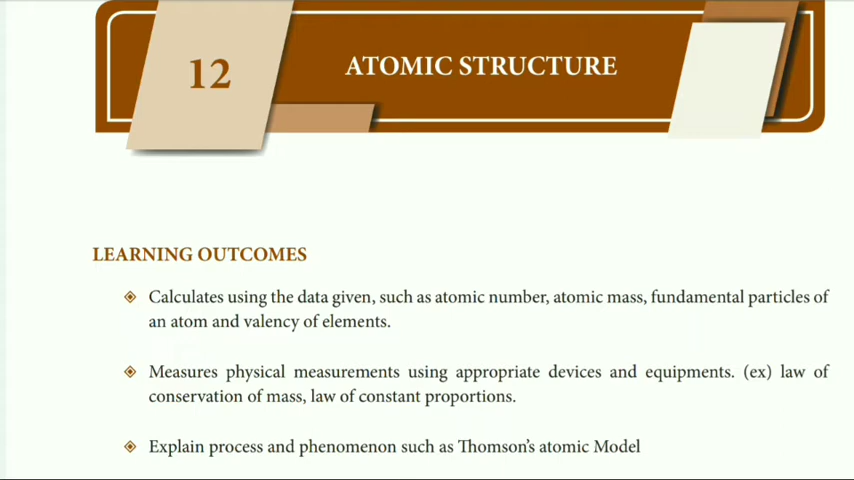 12
ATOMIC STRUCTURE
LEARNING OUTCOMES
Calculates using the data given, such as atomic number, atomic mass, fundamental particles of
an atom and valency of elements.
Measures physical measurements using appropriate devices and equipments. (ex) law of
conservation of mass, law of constant proportions.
Explain process and phenomenon such as Thomson's atomic Model